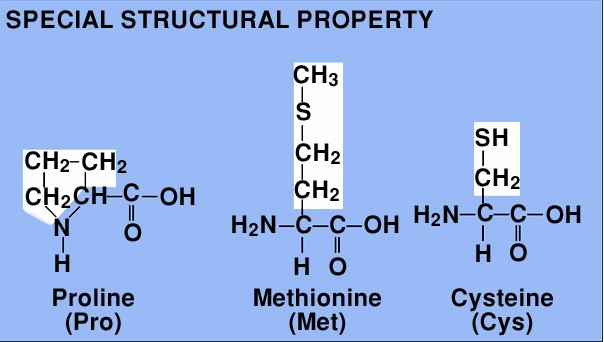 SPECIAL STRUCTURAL PROPERTY
CH2-CH2
CH2 CH-C-OH
N
H
O
Proline
(Pro)
CH3
S
CH2
CH2
H2N-C-C-OH
H O
Methionine
(Met)
SH
CH2
H2N-C-C-OH
H O
Cysteine
(Cys)